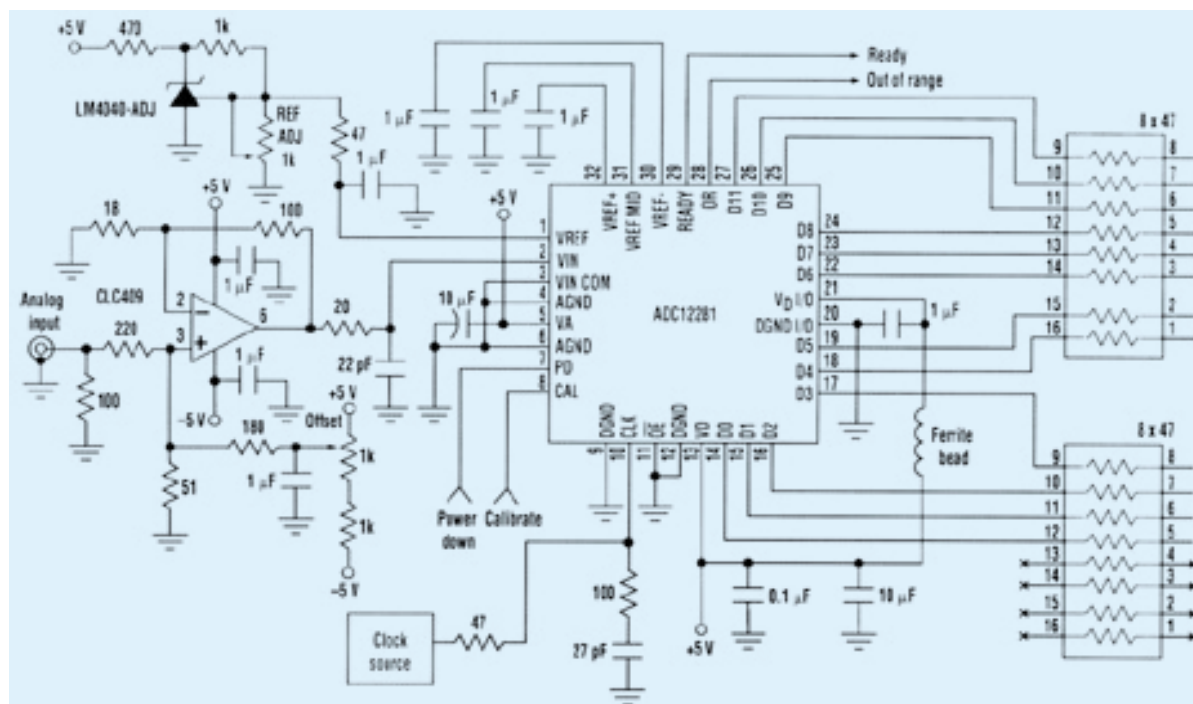 +5 V
470
1k
LM4040-ADJ
REF
ADJ
1k
47
1 µF
1 µF
1 µF
1 µF
Ready
Out of range
8 x 47
+5 V
18
100
1 µF
CLC409
2
3
6
Analog
input
220
100
1 µF
−5 V
180
51
1 µF
Offset
+5 V
1k
1k
−5 V
20
22 pF
+5 V
10 µF
32
31
30
29
28
27
26
25
VREF+
VREF MID
VREF-
READY
OR
D11
D10
D9
1
2
3
4
5
6
7
8
VREF
VIN
VIN COM
AGND
VA
AGND
PD
CAL
ADC12281
D8
D7
D6
VD I/O
DGND I/O
D5
D4
D3
24
23
22
21
20
19
18
17
DGND
CLK
OE
DGND
VD
D0
D1
D2
9
10
11
12
13
14
15
16
Power
down
Calibrate
Clock
source
47
100
27 pF
+5 V
0.1 µF
10 µF
1 µF
Ferrite
bead
9
8
10
7
11
6
12
5
13
4
14
3
15
2
16
1
8 x 47
9
8
10
7
11
6
12
5
13
4
14
3
15
2
16
1